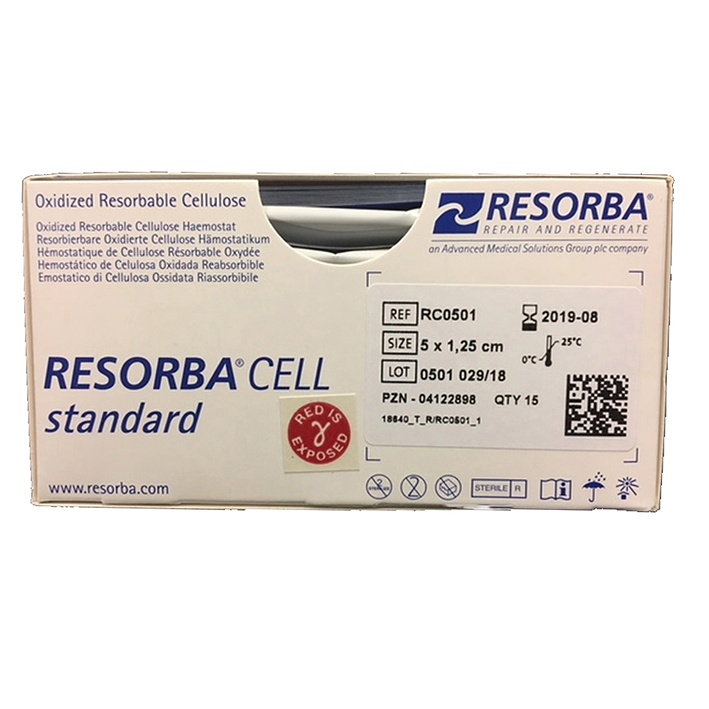 Oxidized Resorbable Cellulose
Oxidized Resorbable Cellulose Haemostat
Resorbierbare Oxidierte Cellulose Hämostatikum
Hémostatique de Cellulose Résorbable Oxydée
Hemostático de Celulosa Oxidada Reabsorbible
Emostatico di Cellulosa Ossidata Riassorbibile
RESORBA®
REPAIR AND REGENERATE
an Advanced Medical Solutions Group plc company
REF RC0501
2019-08
SIZE 5 x 1,25 cm
0°C 25°C
LOT 0501 029/18
PZN - 04122898 QTY 15
18640_T_R/RC0501_1
RESORBA® CELL
standard
RED IS
γ
EXPOSED
www.resorba.com
2
STERILE R
i